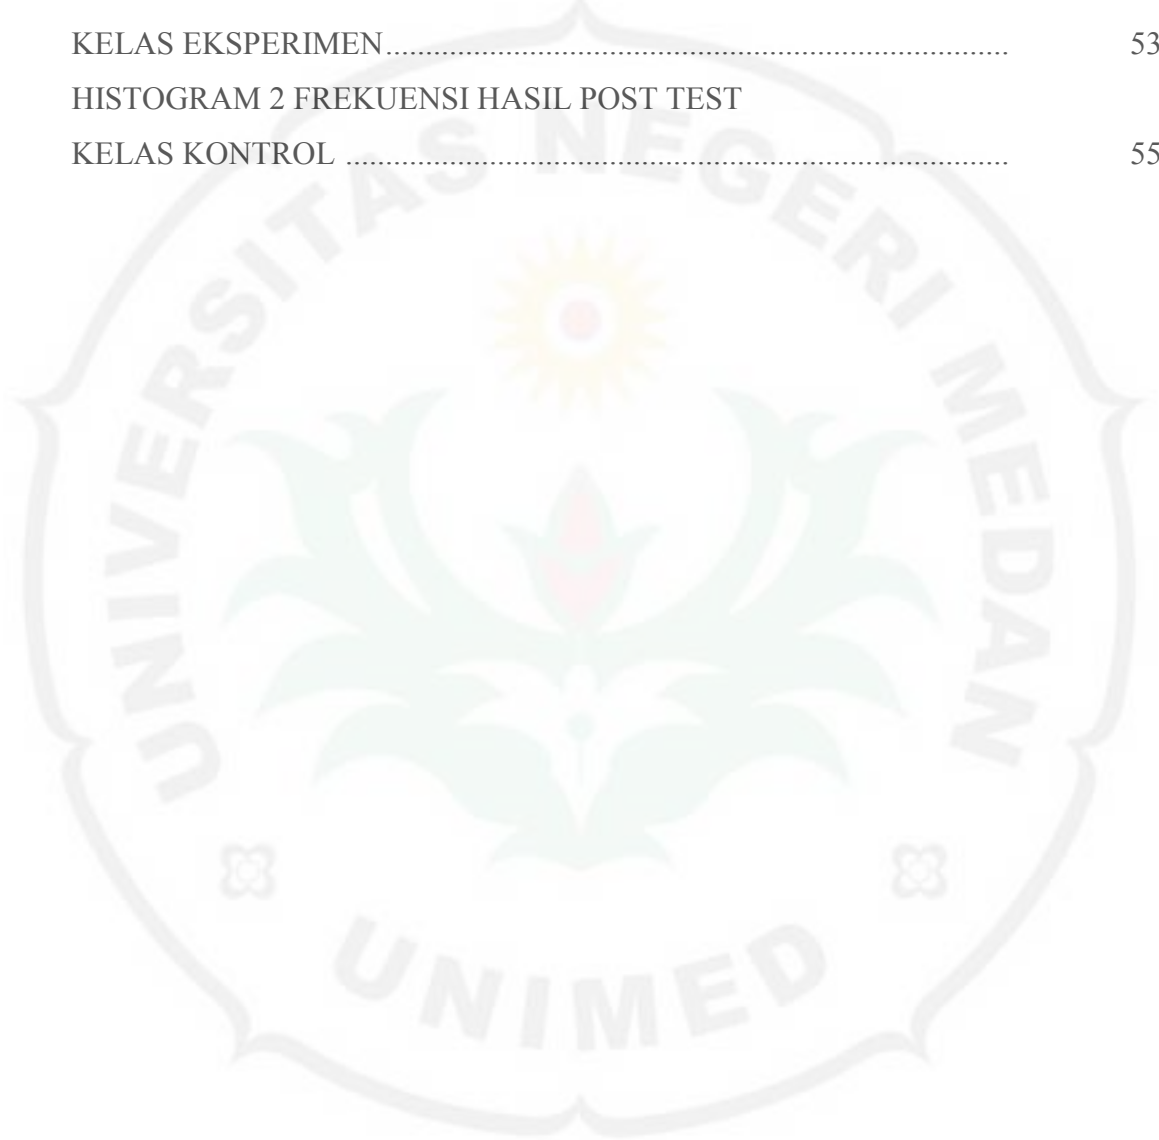 KELAS EKSPERIMEN........................................................................... 53
HISTOGRAM 2 FREKUENSI HASIL POST TEST
KELAS KONTROL ................................................................................ 55
UNIVERSITAS NEGERI MEDAN
UNIMED